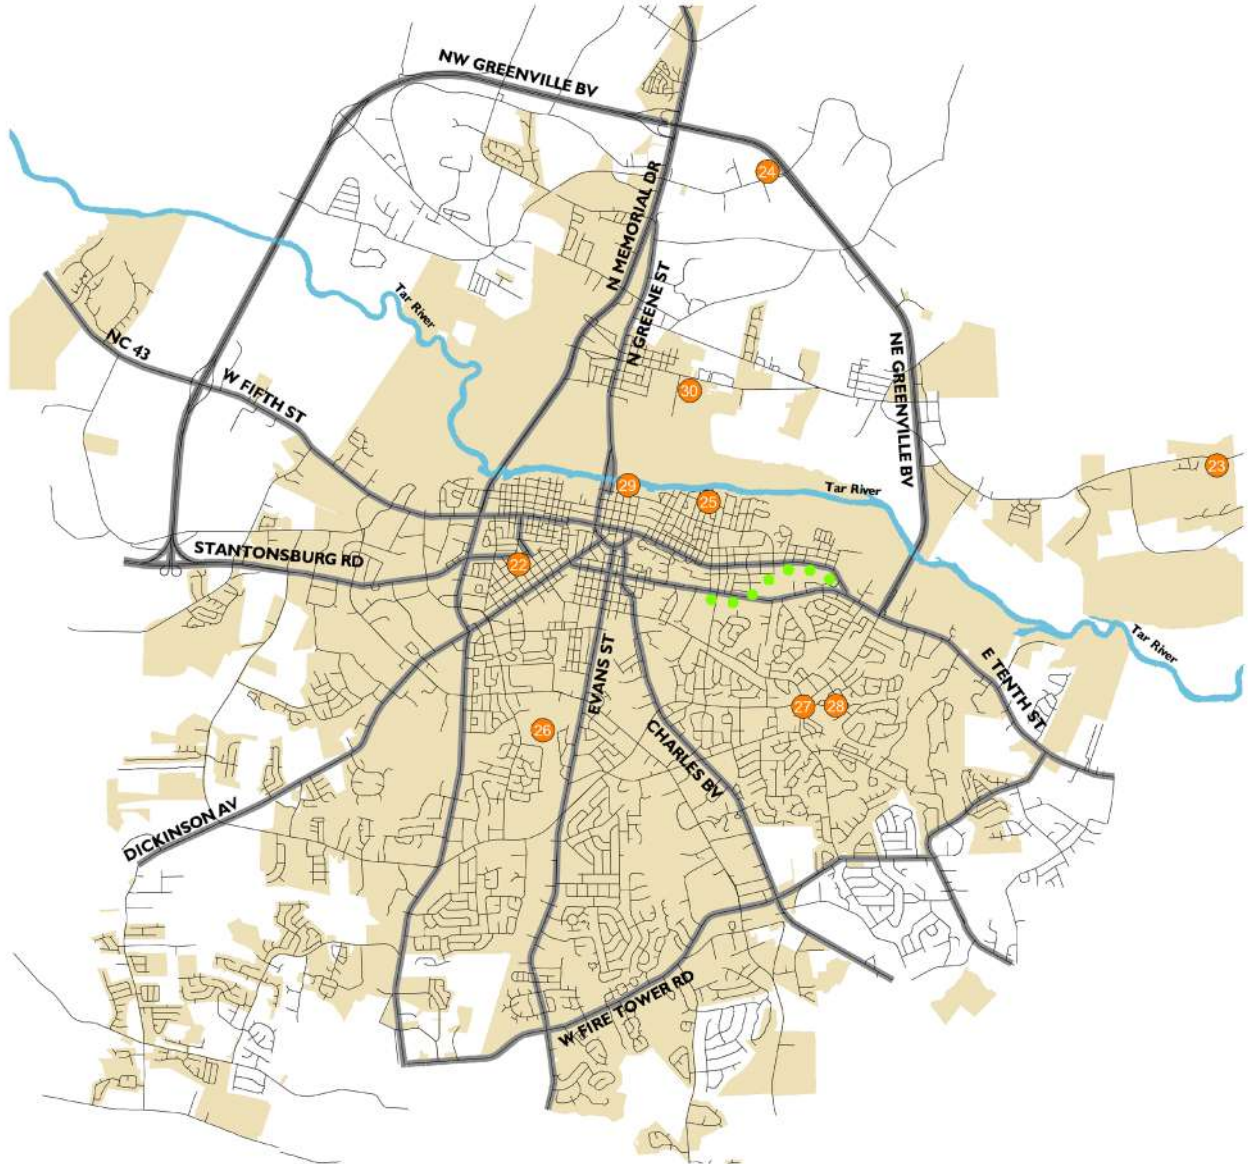 NW GREENVILLE BV
24
N MEMORIAL DR
Tar River
N GREENE ST
NC 43
W FIFTH ST
NE GREENVILLE BV
30
23
29
25
Tar River
STANTONSBURG RD
22
Tar River
E TENTH ST
EVANS ST
27
28
26
CHARLES BV
DICKINSON AV
W FIRE TOWER RD